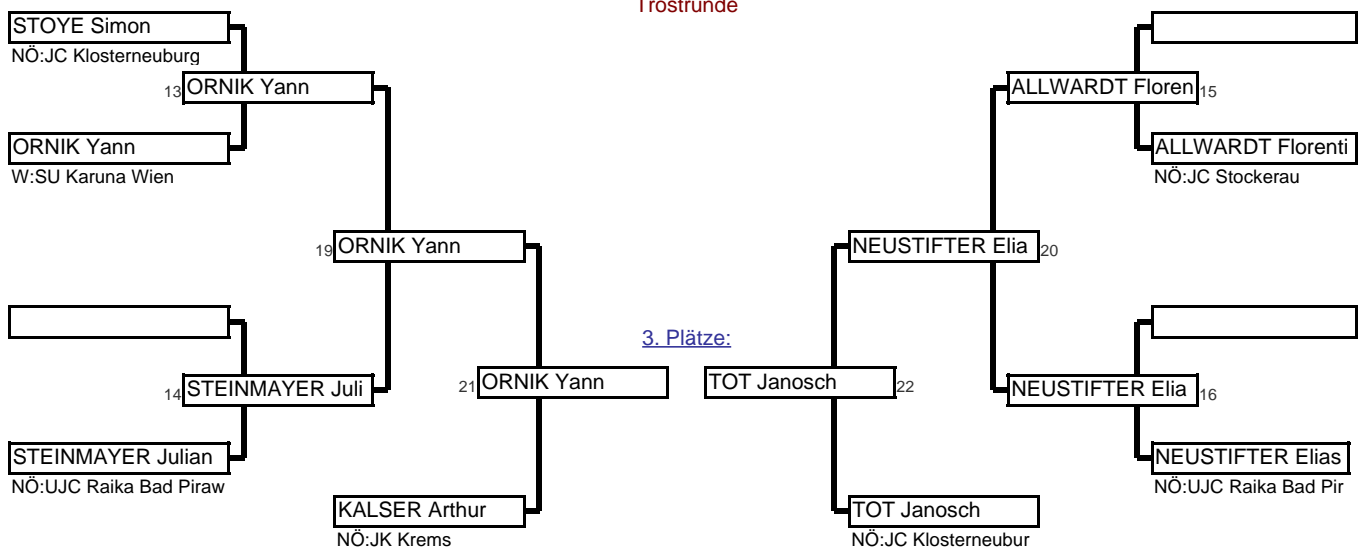 Trostrunde
STOYE Simon
NÖ:JC Klosterneuburg
13 ORNIK Yann
ALLWARDT Floren 15
ORNIK Yann
W:SU Karuna Wien
ALLWARDT Florenti
NÖ:JC Stockerau
19 ORNIK Yann
NEUSTIFTER Elia 20
3. Plätze:
14 STEINMAYER Juli
21 ORNIK Yann
TOT Janosch 22
NEUSTIFTER Elia 16
STEINMAYER Julian
NÖ:UJC Raika Bad Piraw
NEUSTIFTER Elias
NÖ:UJC Raika Bad Pir
KALSER Arthur
NÖ:JK Krems
TOT Janosch
NÖ:JC Klosterneubur